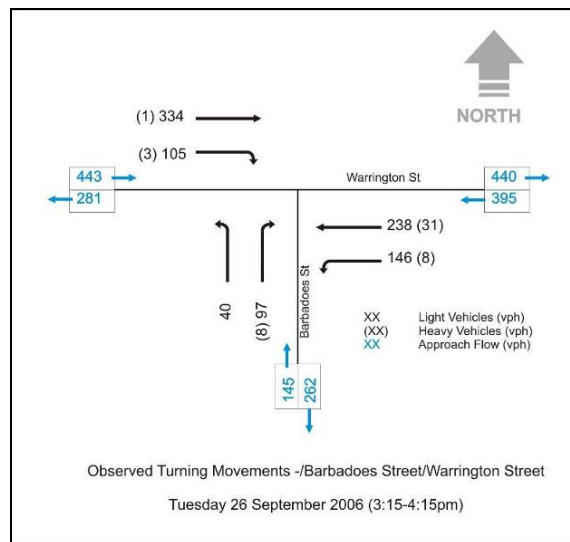 NORTH
(1) 334
(3) 105
443
281
Warrington St
440
395
238 (31)
146 (8)
40
(8) 97
Barbadoes St
145
262
XX Light Vehicles (vph)
(XX) Heavy Vehicles (vph)
XX Approach Flow (vph)
Observed Turning Movements -/Barbadoes Street/Warrington Street
Tuesday 26 September 2006 (3:15-4:15pm)